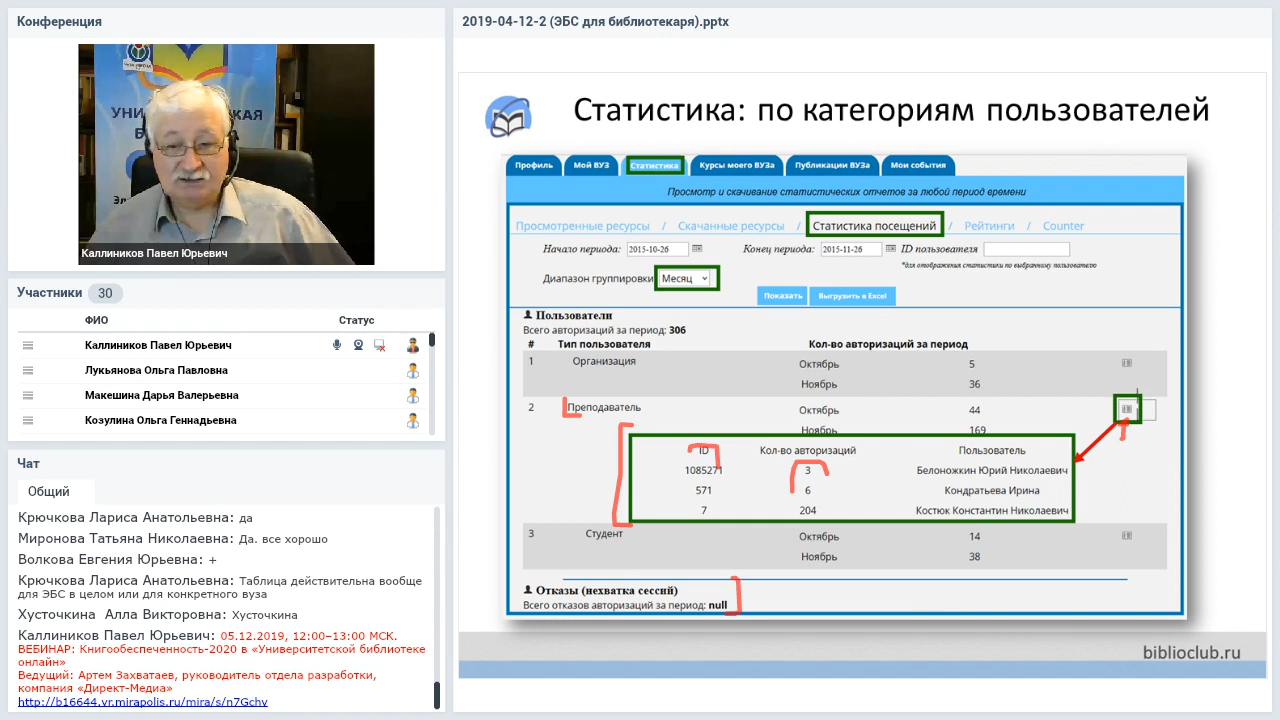 Конференция
УНИ
СКАЯ
Б
КА
Эл
Каллиников Павел Юрьевич
Участники 30
ФИО Статус
Каллиников Павел Юрьевич
Лукьянова Ольга Павловна
Макешина Дарья Валерьевна
Козулина Ольга Геннадьевна
Чат
Общий
Крючкова Лариса Анатольевна: да
Миронова Татьяна Николаевна: Да. все хорошо
Волкова Евгения Юрьевна: +
Крючкова Лариса Анатольевна: Таблица действительна вообще
для ЭБС в целом или для конкретного вуза
Хусточкина Алла Викторовна: Хусточкина
Каллиников Павел Юрьевич: 05.12.2019, 12:00–13:00 МСК.
ВЕБИНАР: Книгообеспеченность-2020 в «Университетской библиотеке
онлайн»
Ведущий: Артем Захватаев, руководитель отдела разработки,
компания «Директ-Медиа»
http://b16644.vr.mirapolis.ru/mira/s/n7Gchv
2019-04-12-2 (ЭБС для библиотекаря).pptx
Статистика: по категориям пользователей
Профиль Мой ВУЗ Статистика Курсы моего ВУЗа Публикации ВУЗа Мои события
Просмотр и скачивание статистических отчетов за любой период времени
Просмотренные ресурсы / Скачанные ресурсы / Статистика посещений / Рейтинги / Counter
Начало периода: 2015-10-26 Конец периода: 2015-11-26 ID пользователя
*для отображения статистики по выбранному пользователю
Диапазон группировки Месяц
Показать Выгрузить в Excel
Пользователи
Всего авторизаций за период: 306
# Тип пользователя Кол-во авторизаций за период
1 Организация Октябрь 5
Ноябрь 36
2 Преподаватель Октябрь 44
Ноябрь 169
ID Кол-во авторизаций Пользователь
1085271 3 Белоножкин Юрий Николаевич
571 6 Кондратьева Ирина
7 204 Костюк Константин Николаевич
3 Студент Октябрь 14
Ноябрь 38
Отказы (нехватка сессий)
Всего отказов авторизаций за период: null
biblioclub.ru